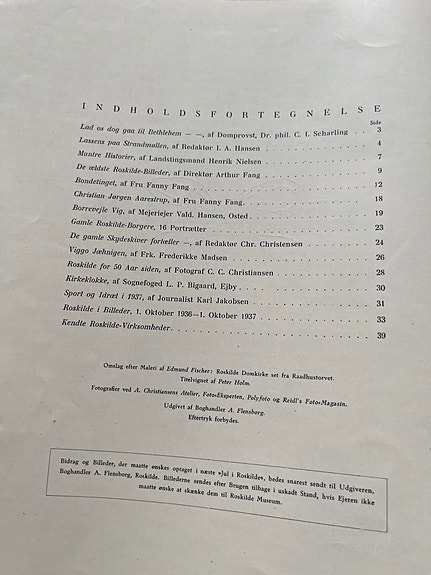 INDHOLDSFORTEGNELSE
Side
Lad os dog gaa til Bethlehem — —, af Domprovst, Dr. phil. C. I. Scharling . . 3
Lassens paa Strandmøllen, af Redaktør I. A. Hansen . . . . . . . . . . 4
Muntre Historier, af Landstingsmand Henrik Nielsen . . . . . . . . . . 7
De ældste Roskilde-Billeder, af Direktør Arthur Fang . . . . . . . . . . 9
Bondetinget, af Fru Fanny Fang . . . . . . . . . . 12
Christian Jørgen Aarestrup, af Fru Fanny Fang . . . . . . . . . . 18
Borrevejle Vig, af Mejeriejer Vald. Hansen, Osted . . . . . . . . . . 19
Gamle Roskilde-Borgere, 16 Portrætter . . . . . . . . . . 23
De gamle Skydeskiver fortæller —, af Redaktør Chr. Christensen . . . . . . . . . . 24
Viggo Jæhnigen, af Frk. Frederikke Madsen . . . . . . . . . . 26
Roskilde for 50 Aar siden, af Fotograf C. C. Christiansen . . . . . . . . . . 28
Kirkeklokke, af Sognefoged L. P. Bigaard, Ejby . . . . . . . . . . 30
Sport og Idræt i 1937, af Journalist Karl Jakobsen . . . . . . . . . . 31
Roskilde i Billeder, 1. Oktober 1936—1. Oktober 1937 . . . . . . . . . . 33
Kendte Roskilde-Virksomheder . . . . . . . . . . 39
Omslag efter Maleri af Edmund Fischer: Roskilde Domkirke set fra Raadhustorvet.
Titelvignet af Peter Holm.
Fotografier ved A. Christiansens Atelier, Foto-Eksperten, Polyfoto og Reidl's Foto-Magasin.
Udgivet af Boghandler A. Flensborg.
Eftertryk forbydes.
Bidrag og Billeder, der maatte ønskes optaget i næste »Jul i Roskilde«, bedes snarest sendt til Udgiveren,
Boghandler A. Flensborg, Roskilde. Billederne sendes efter Brugen tilbage i uskadt Stand, hvis Ejeren ikke
maatte ønske at skænke dem til Roskilde Museum.